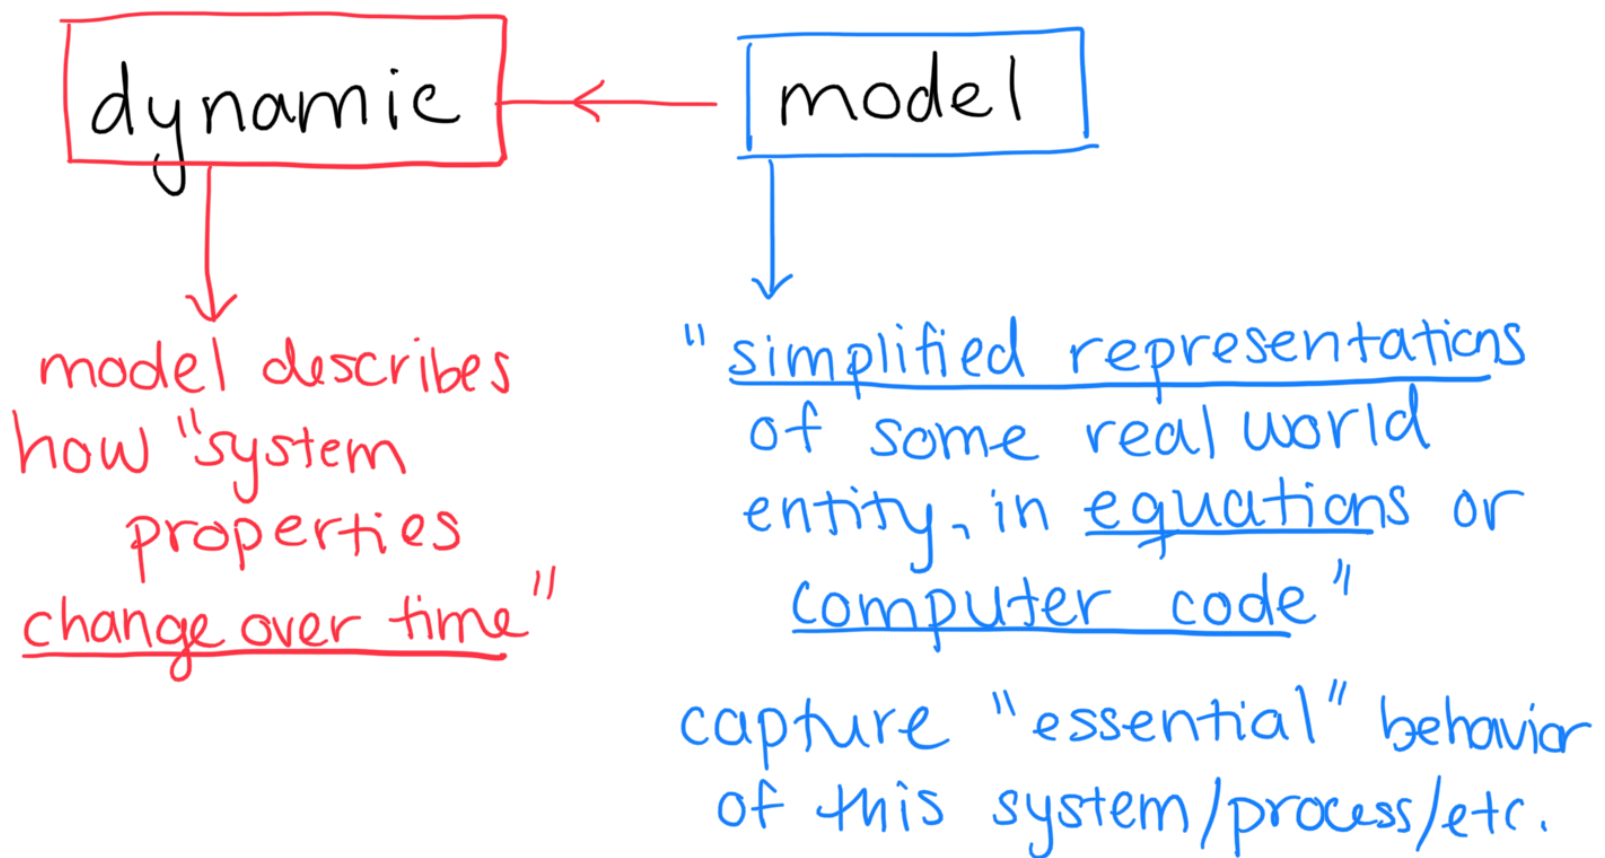 dynamic
model
model describes
how "system
properties
change over time"
"simplified representations
of some real world
entity, in equations or
computer code"
capture "essential" behavior
of this system/process/etc.